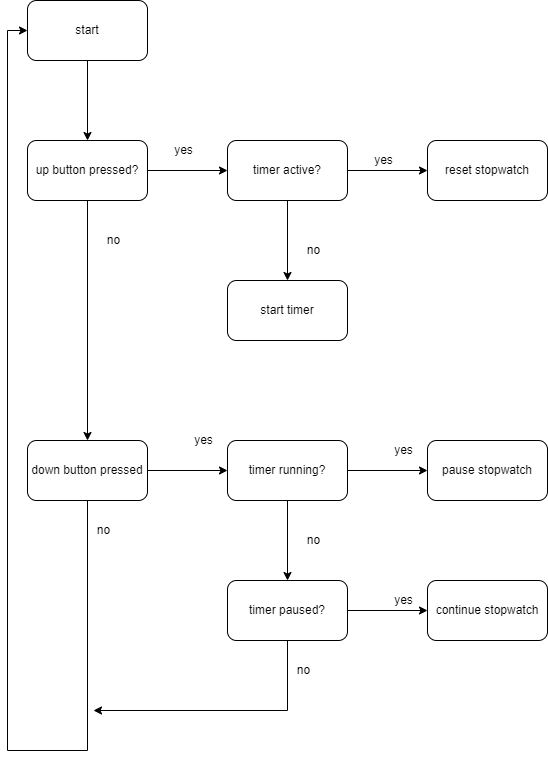 start
yes
yes
up button pressed?
timer active?
reset stopwatch
no
no
start timer
yes
yes
down button pressed
timer running?
pause stopwatch
no
no
yes
timer paused?
continue stopwatch
no